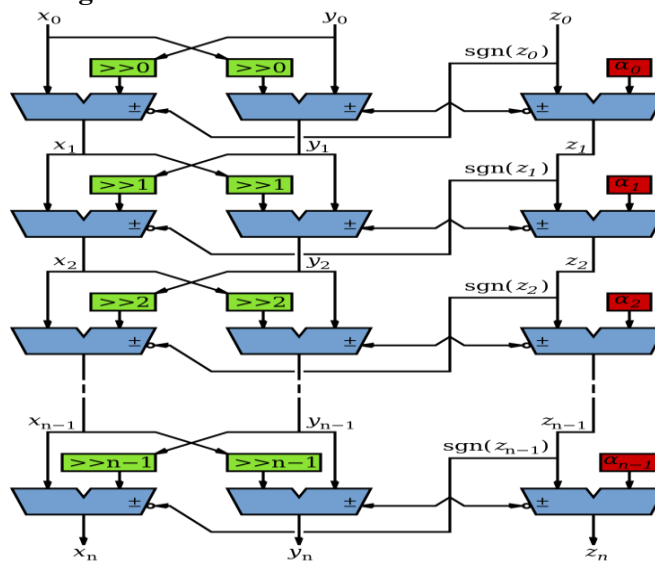 x₀ y₀ z₀
sgn(z₀)
>>0 >>0 α₀
± ± ±
x₁ y₁ z₁
sgn(z₁)
>>1 >>1 α₁
± ± ±
x₂ y₂ z₂
sgn(z₂)
>>2 >>2 α₂
± ± ±
xₙ₋₁ yₙ₋₁ zₙ₋₁
sgn(zₙ₋₁)
>>n−1 >>n−1 αₙ₋₁
± ± ±
xₙ yₙ zₙ